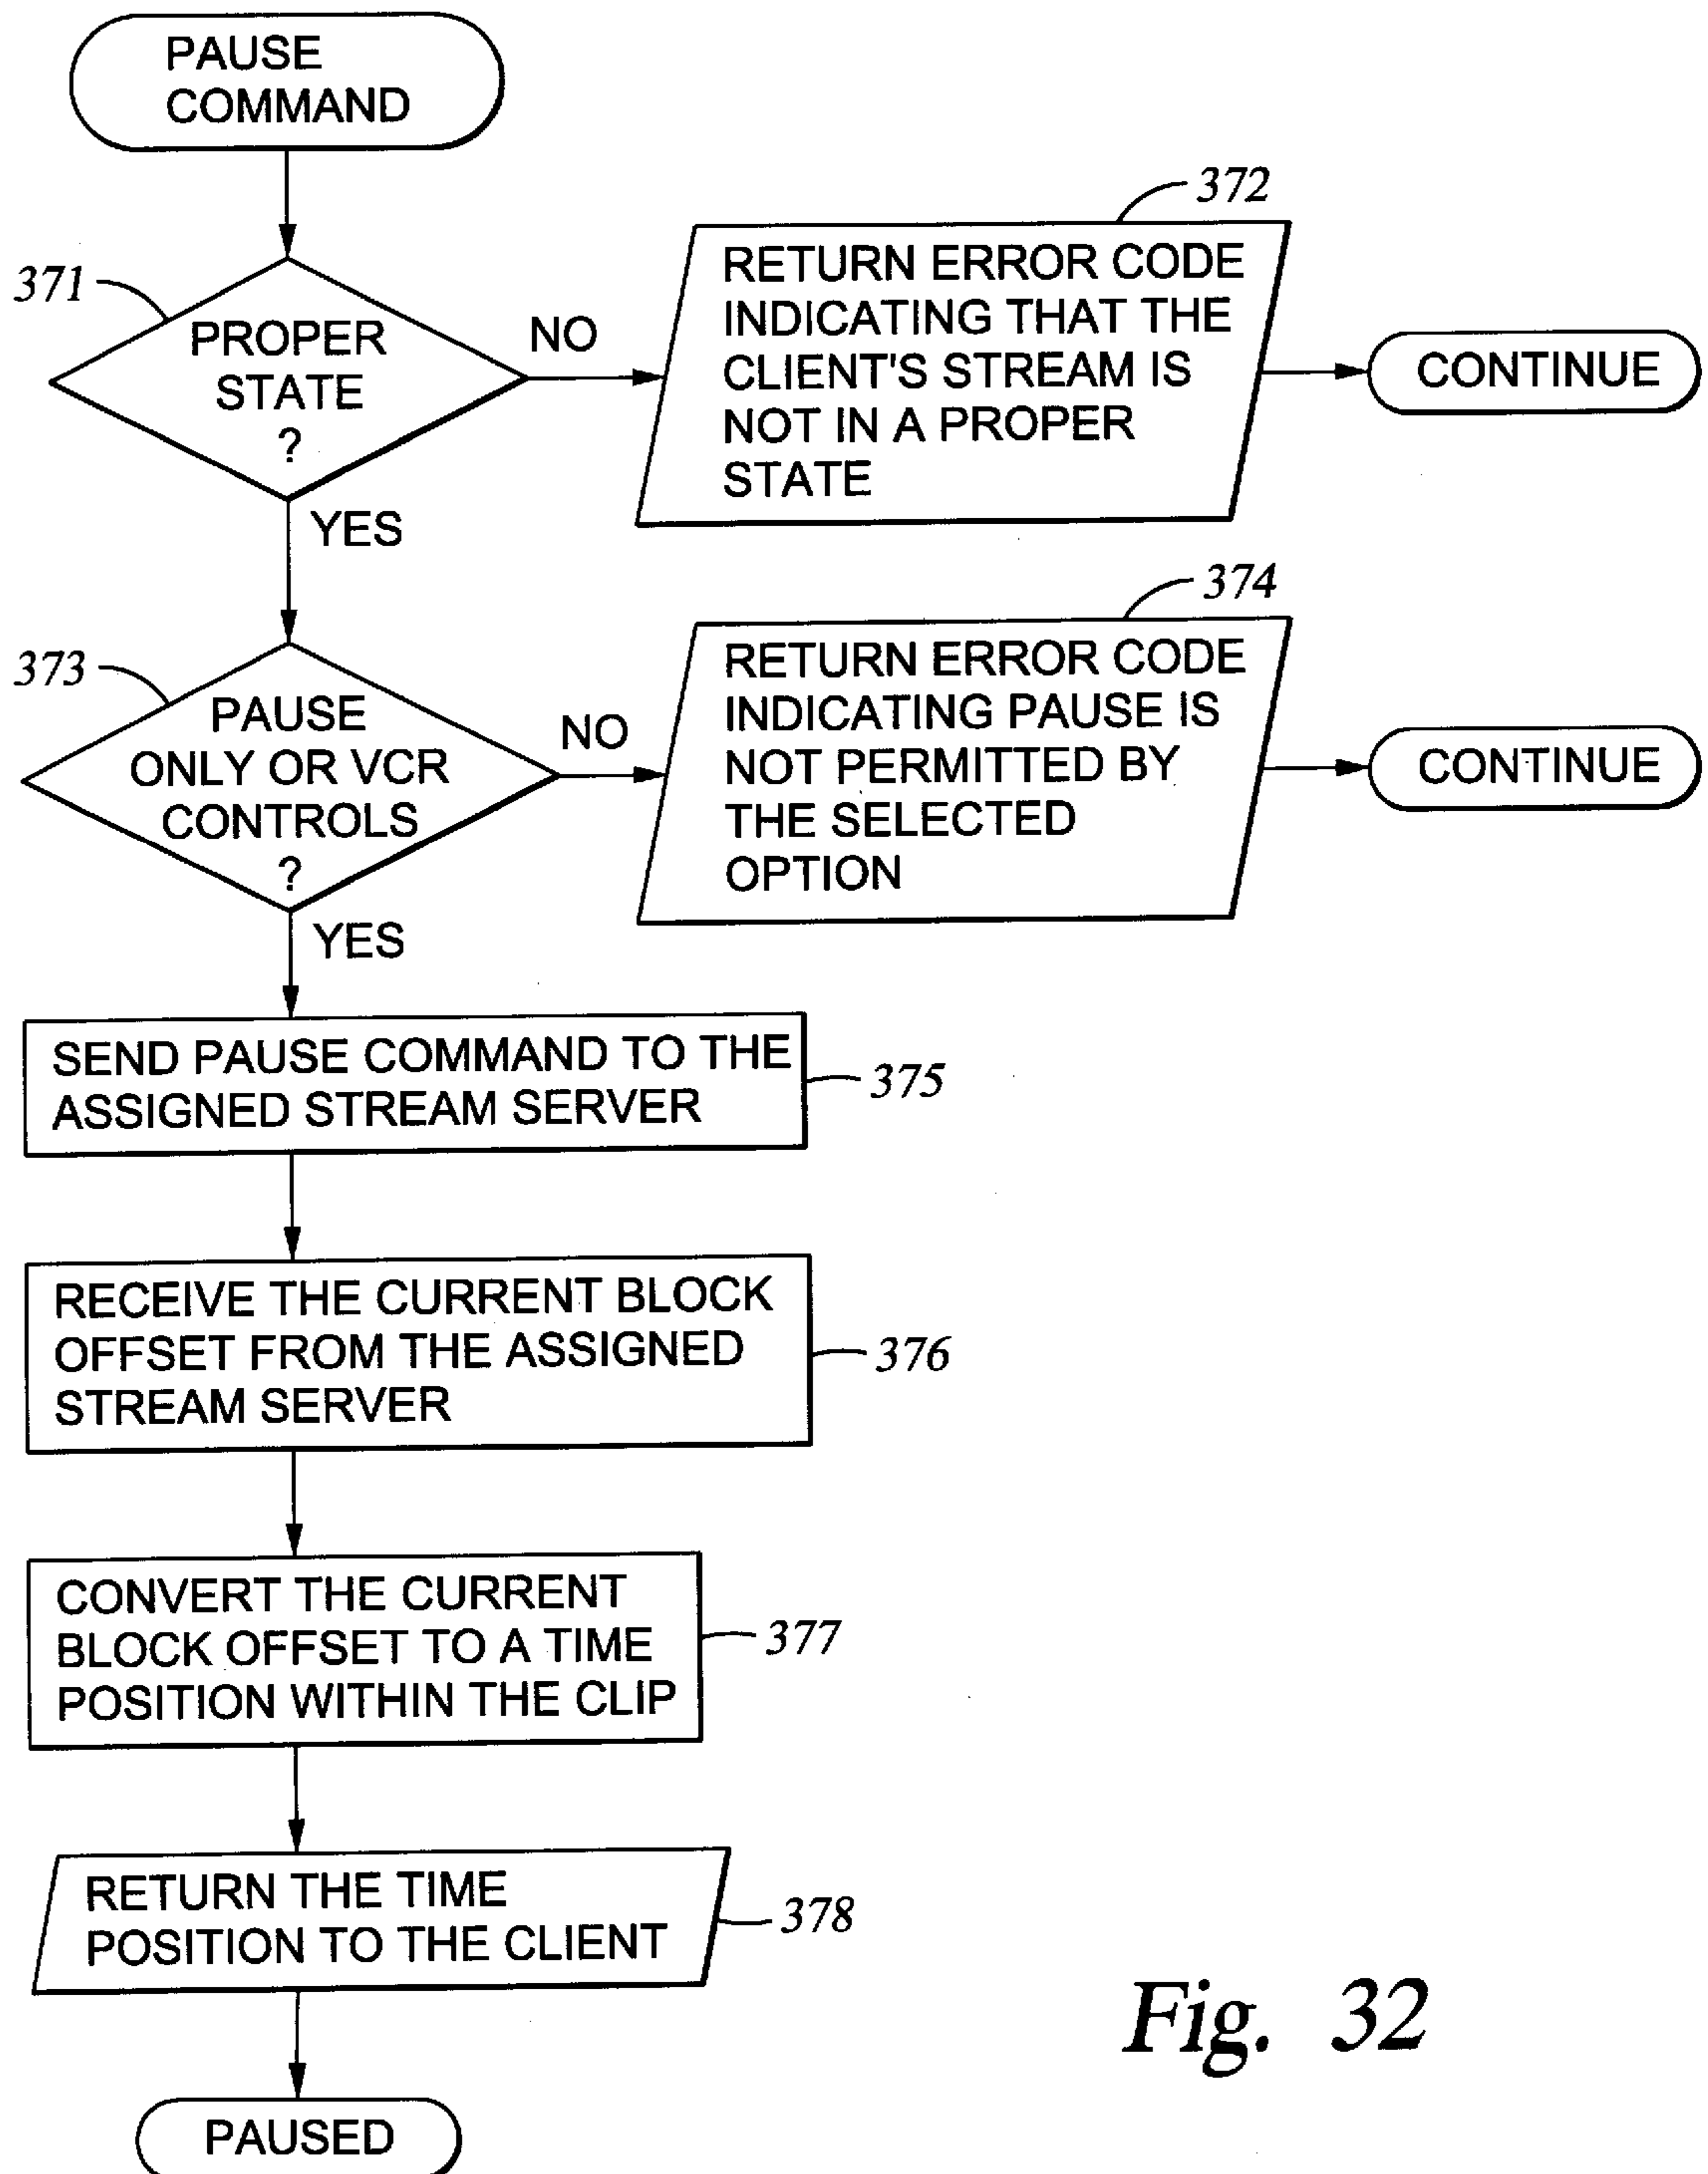 PAUSE
COMMAND
372
371
PROPER
STATE
?
NO
RETURN ERROR CODE
INDICATING THAT THE
CLIENT'S STREAM IS
NOT IN A PROPER
STATE
CONTINUE
YES
374
373
PAUSE
ONLY OR VCR
CONTROLS
?
NO
RETURN ERROR CODE
INDICATING PAUSE IS
NOT PERMITTED BY
THE SELECTED
OPTION
CONTINUE
YES
SEND PAUSE COMMAND TO THE
ASSIGNED STREAM SERVER
375
RECEIVE THE CURRENT BLOCK
OFFSET FROM THE ASSIGNED
STREAM SERVER
376
CONVERT THE CURRENT
BLOCK OFFSET TO A TIME
POSITION WITHIN THE CLIP
377
RETURN THE TIME
POSITION TO THE CLIENT
378
PAUSED
Fig. 32